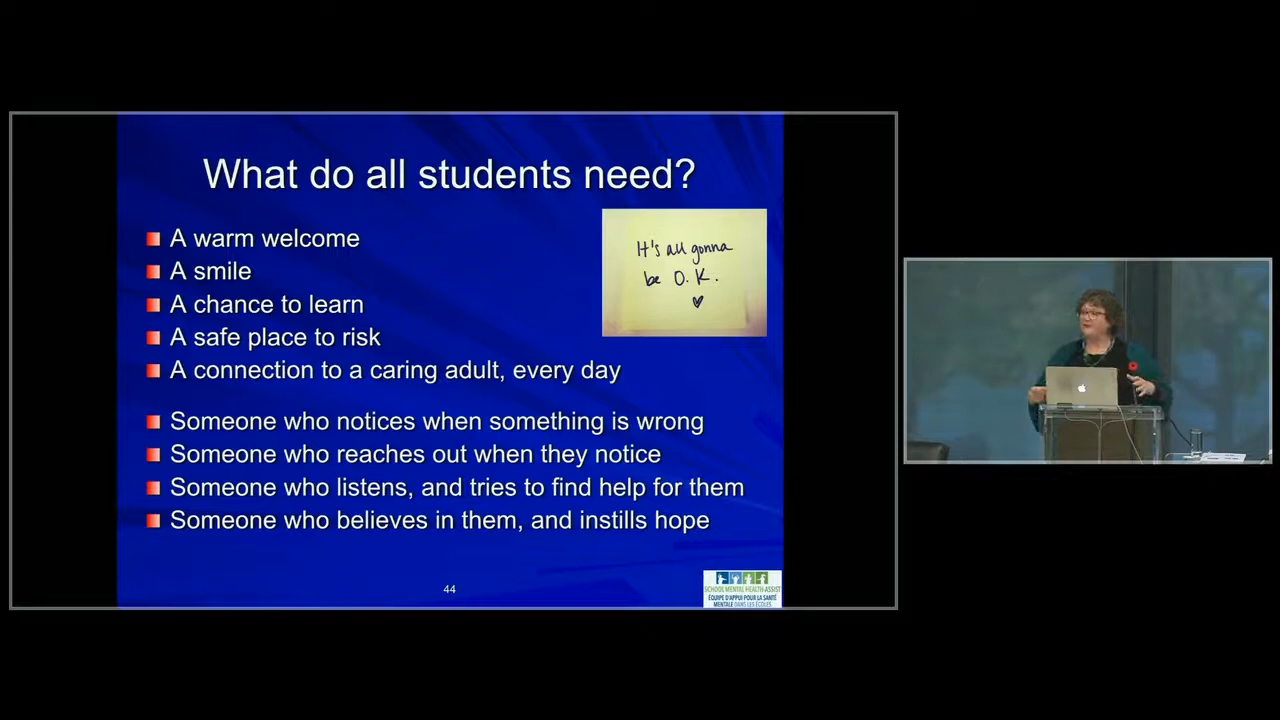 What do all students need?
A warm welcome
A smile
A chance to learn
A safe place to risk
A connection to a caring adult, every day
It's all gonna
be O.K.
Someone who notices when something is wrong
Someone who reaches out when they notice
Someone who listens, and tries to find help for them
Someone who believes in them, and instills hope
44
SCHOOL MENTAL HEALTH ASSIST
ÉQUIPE D'APPUI POUR LA SANTÉ
MENTALE DANS LES ÉCOLES